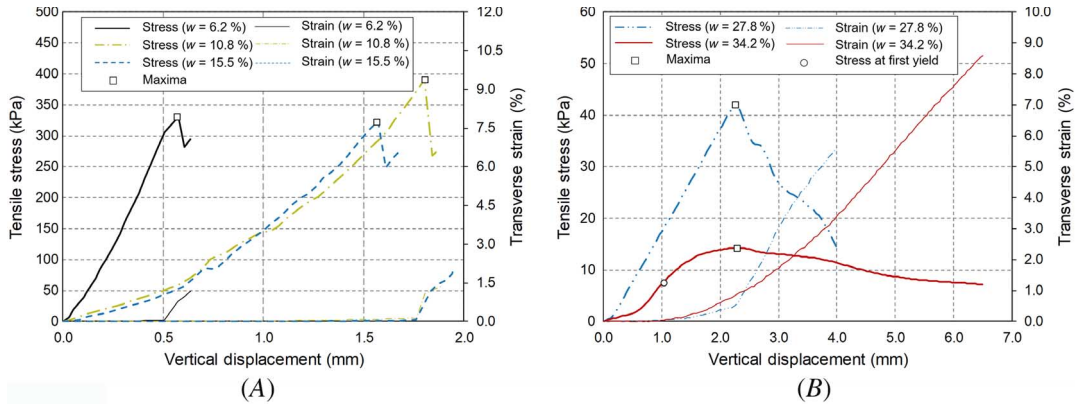 500
450
400
350
300
250
200
150
100
50
0
Tensile stress (kPa)
Stress (w = 6.2 %)
Stress (w = 10.8 %)
Stress (w = 15.5 %)
Maxima
Strain (w = 6.2 %)
Strain (w = 10.8 %)
Strain (w = 15.5 %)
12.0
10.5
9.0
7.5
6.0
4.5
3.0
1.5
0.0
Transverse strain (%)
0.0 0.5 1.0 1.5 2.0
Vertical displacement (mm)
(A)
60
50
40
30
20
10
0
Tensile stress (kPa)
Stress (w = 27.8 %)
Stress (w = 34.2 %)
Maxima
Strain (w = 27.8 %)
Strain (w = 34.2 %)
Stress at first yield
10.0
9.0
8.0
7.0
6.0
5.0
4.0
3.0
2.0
1.0
0.0
Transverse strain (%)
0.0 1.0 2.0 3.0 4.0 5.0 6.0 7.0
Vertical displacement (mm)
(B)